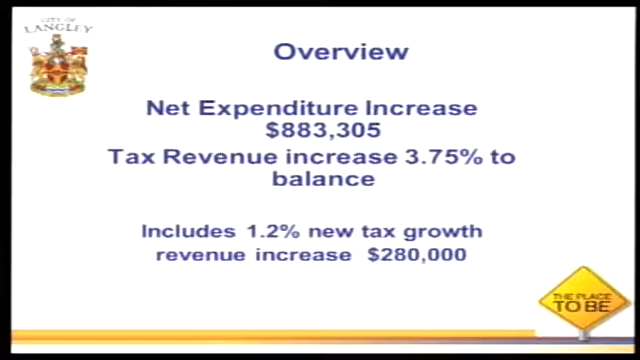 CITY OF
LANGLEY
Overview
Net Expenditure Increase
$883,305
Tax Revenue increase 3.75% to
balance
Includes 1.2% new tax growth
revenue increase $280,000
THE PLACE
TO BE